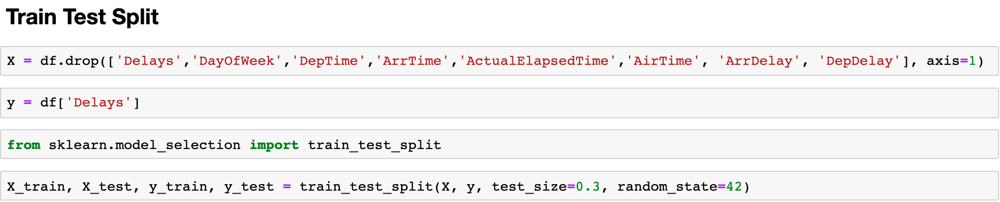 Train Test Split
X = df.drop(['Delays','DayOfWeek','DepTime','ArrTime','ActualElapsedTime','AirTime', 'ArrDelay', 'DepDelay'], axis=1)
y = df['Delays']
from sklearn.model_selection import train_test_split
X_train, X_test, y_train, y_test = train_test_split(X, y, test_size=0.3, random_state=42)